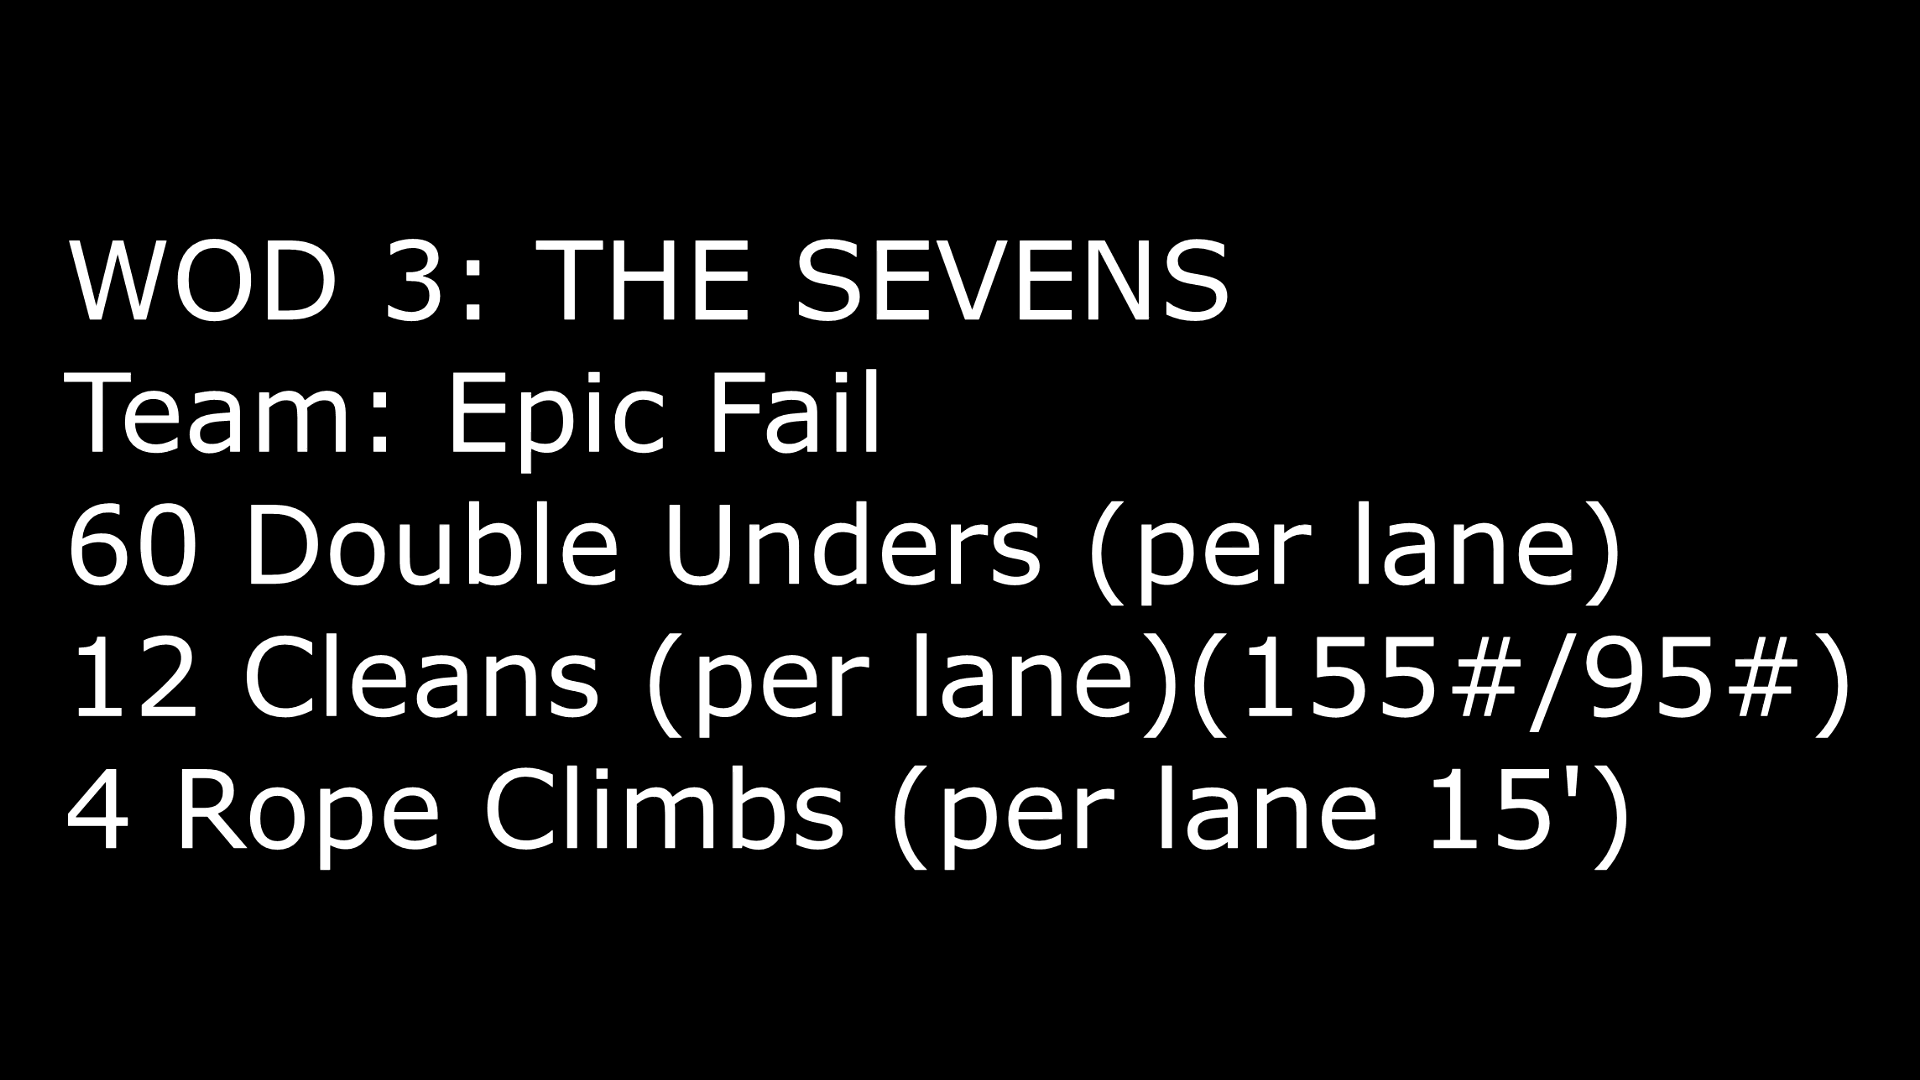 WOD 3: THE SEVENS
Team: Epic Fail
60 Double Unders (per lane)
12 Cleans (per lane)(155#/95#)
4 Rope Climbs (per lane 15')